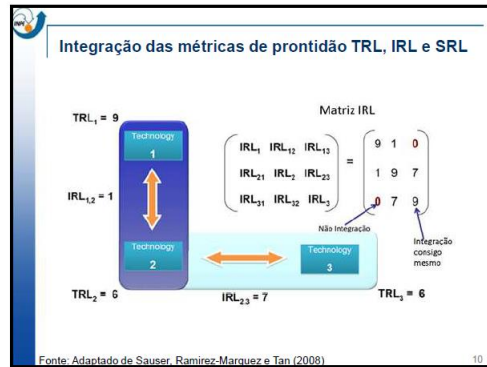 INPE
Integração das métricas de prontidão TRL, IRL e SRL
Matriz IRL
TRL₁ = 9
Technology
1
IRL₁ IRL₁₂ IRL₁₃
IRL₂₁ IRL₂ IRL₂₃
IRL₃₁ IRL₃₂ IRL₃
=
9 1 0
1 9 7
0 7 9
IRL₁,₂ = 1
Não Integração
Integração
consigo
mesmo
2
Technology
3
TRL₂ = 6
IRL₂₃ = 7
TRL₃ = 6
Fonte: Adaptado de Sauser, Ramirez-Marquez e Tan (2008)
10